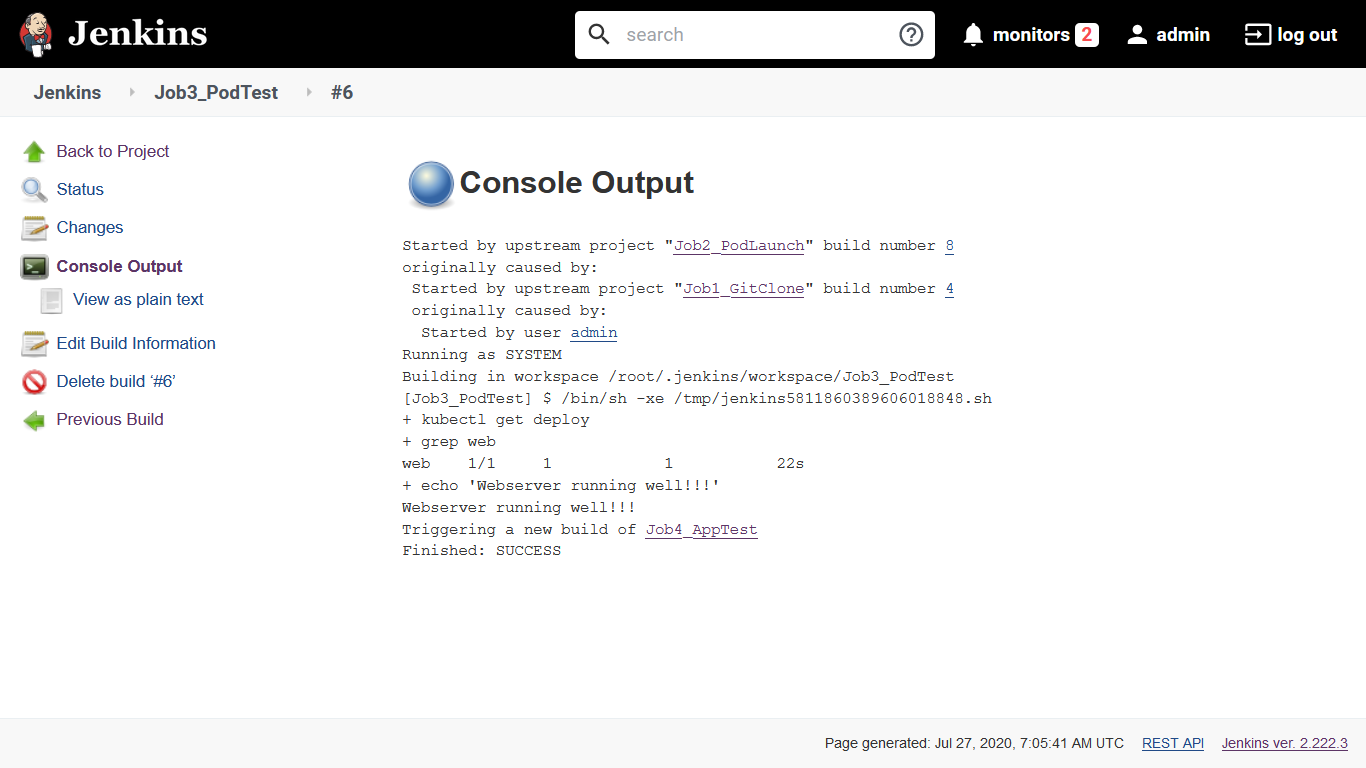 Jenkins
search
monitors 2
admin
log out
Jenkins
Job3_PodTest
#6
Back to Project
Status
Changes
Console Output
View as plain text
Edit Build Information
Delete build ‘#6’
Previous Build
Console Output
Started by upstream project "Job2_PodLaunch" build number 8
originally caused by:
Started by upstream project "Job1_GitClone" build number 4
originally caused by:
Started by user admin
Running as SYSTEM
Building in workspace /root/.jenkins/workspace/Job3_PodTest
[Job3_PodTest] $ /bin/sh -xe /tmp/jenkins5811860389606018848.sh
+ kubectl get deploy
+ grep web
web 1/1 1 1 22s
+ echo 'Webserver running well!!!'
Webserver running well!!!
Triggering a new build of Job4_AppTest
Finished: SUCCESS
Page generated: Jul 27, 2020, 7:05:41 AM UTC
REST API
Jenkins ver. 2.222.3